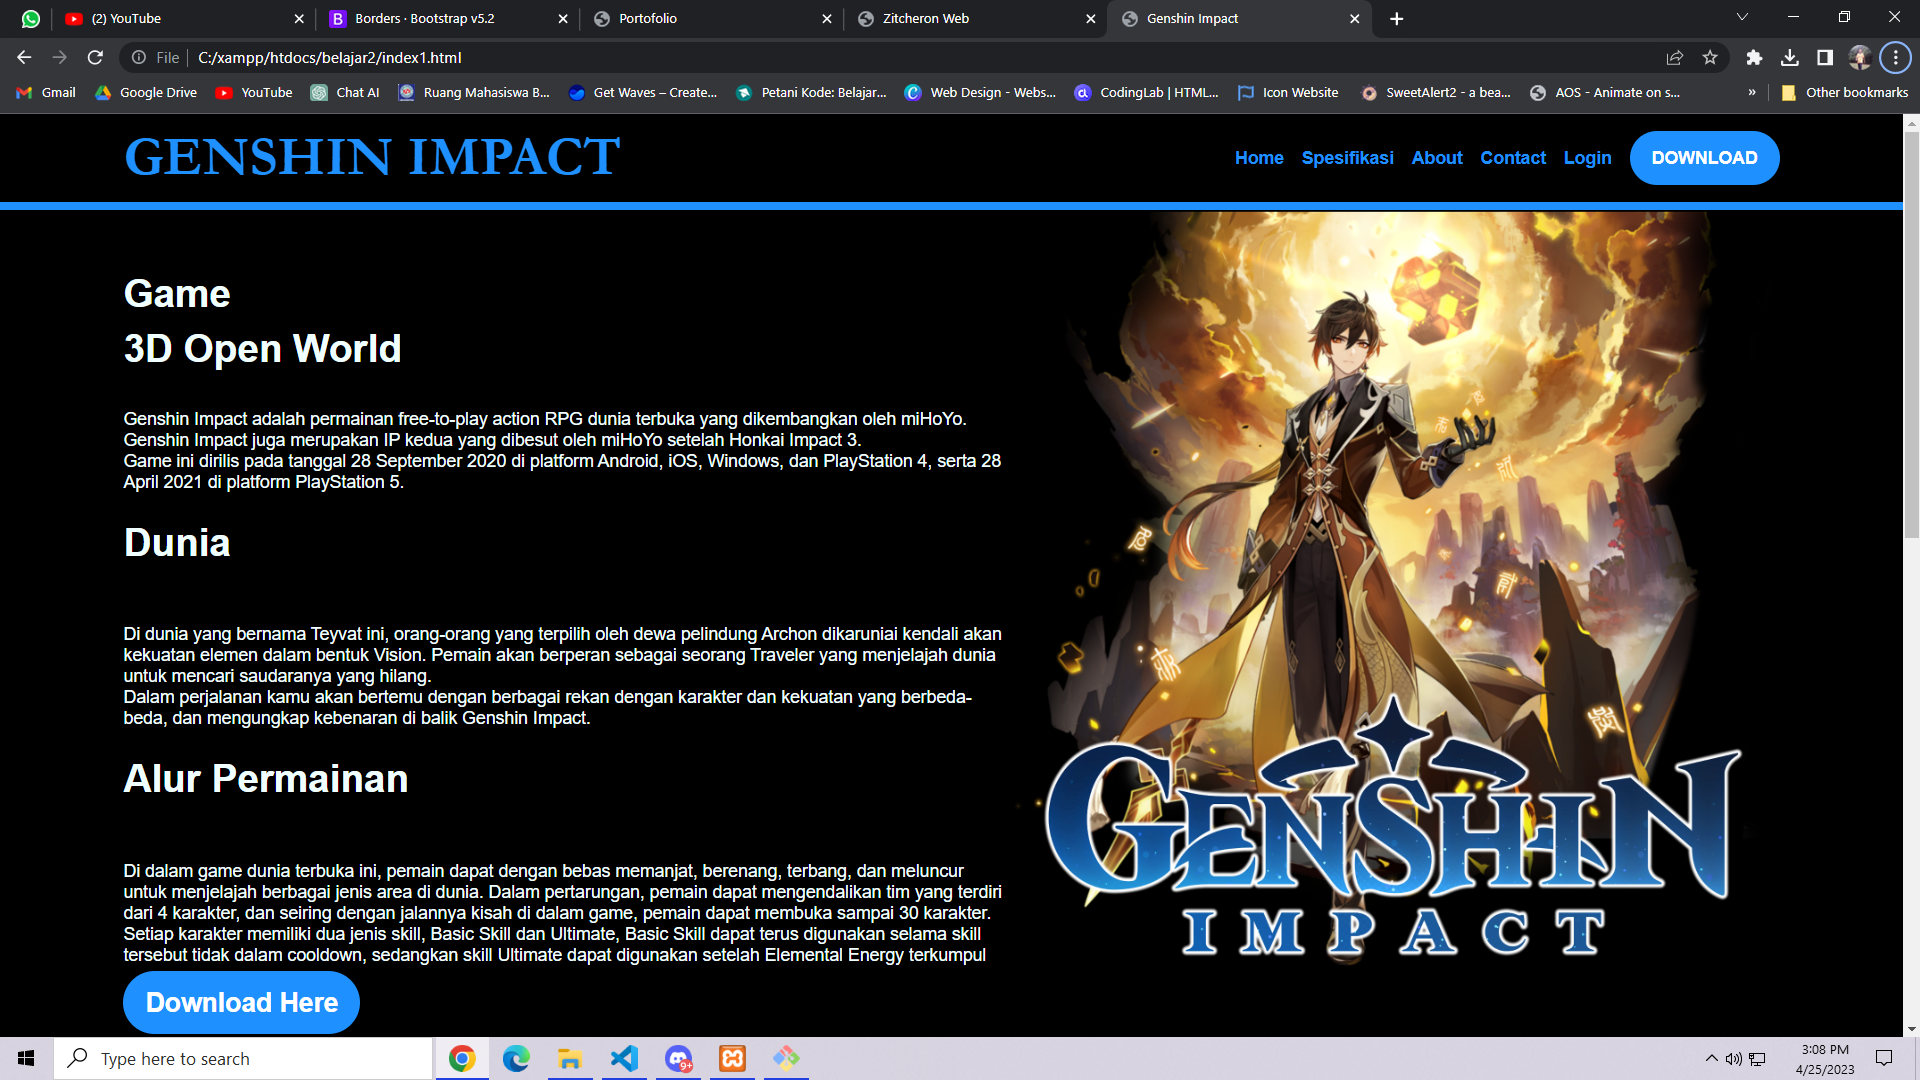 (2) YouTube
Borders · Bootstrap v5.2
Portofolio
Zitcheron Web
Genshin Impact
File
C:/xampp/htdocs/belajar2/index1.html
Gmail
Google Drive
YouTube
Chat AI
Ruang Mahasiswa B...
Get Waves – Create...
Petani Kode: Belajar...
Web Design - Webs...
CodingLab | HTML...
Icon Website
SweetAlert2 - a bea...
AOS - Animate on s...
»
Other bookmarks
GENSHIN IMPACT
Home
Spesifikasi
About
Contact
Login
DOWNLOAD
Game
3D Open World
Genshin Impact adalah permainan free-to-play action RPG dunia terbuka yang dikembangkan oleh miHoYo.
Genshin Impact juga merupakan IP kedua yang dibesut oleh miHoYo setelah Honkai Impact 3.
Game ini dirilis pada tanggal 28 September 2020 di platform Android, iOS, Windows, dan PlayStation 4, serta 28
April 2021 di platform PlayStation 5.
Dunia
Di dunia yang bernama Teyvat ini, orang-orang yang terpilih oleh dewa pelindung Archon dikaruniai kendali akan
kekuatan elemen dalam bentuk Vision. Pemain akan berperan sebagai seorang Traveler yang menjelajah dunia
untuk mencari saudaranya yang hilang.
Dalam perjalanan kamu akan bertemu dengan berbagai rekan dengan karakter dan kekuatan yang berbeda-
beda, dan mengungkap kebenaran di balik Genshin Impact.
Alur Permainan
Di dalam game dunia terbuka ini, pemain dapat dengan bebas memanjat, berenang, terbang, dan meluncur
untuk menjelajah berbagai jenis area di dunia. Dalam pertarungan, pemain dapat mengendalikan tim yang terdiri
dari 4 karakter, dan seiring dengan jalannya kisah di dalam game, pemain dapat membuka sampai 30 karakter.
Setiap karakter memiliki dua jenis skill, Basic Skill dan Ultimate, Basic Skill dapat terus digunakan selama skill
tersebut tidak dalam cooldown, sedangkan skill Ultimate dapat digunakan setelah Elemental Energy terkumpul
Download Here
GENSHIN
IMPACT
Type here to search
9+
3:08 PM
4/25/2023